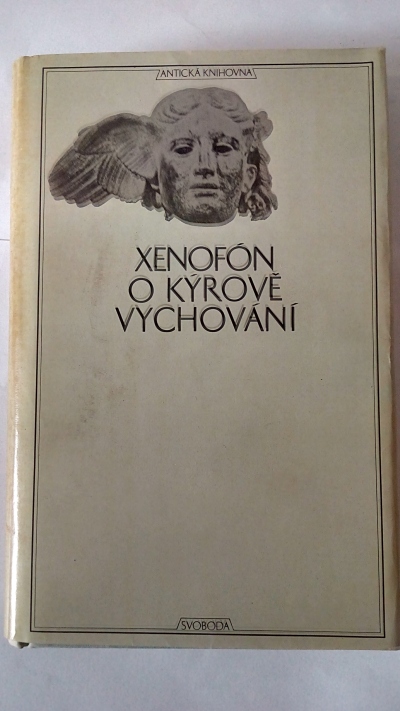 ANTICKÁ KNIHOVNA
XENOFÓN
O KÝROVĚ
VYCHOVÁNÍ
SVOBODA